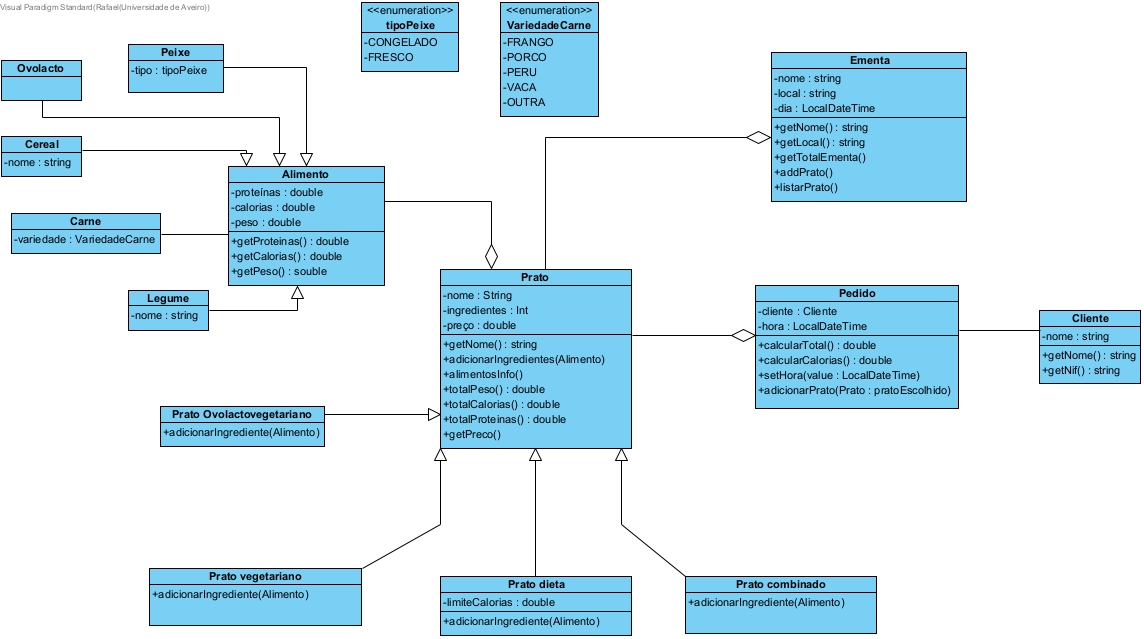 Visual Paradigm Standard(Rafael(Universidade de Aveiro))
<<enumeration>>
tipoPeixe
-CONGELADO
-FRESCO
<<enumeration>>
VariedadeCarne
-FRANGO
-PORCO
-PERU
-VACA
-OUTRA
Peixe
-tipo : tipoPeixe
Ovolacto
Cereal
-nome : string
Carne
-variedade : VariedadeCarne
Legume
-nome : string
Alimento
-proteínas : double
-calorias : double
-peso : double
+getProteinas() : double
+getCalorias() : double
+getPeso() : souble
Ementa
-nome : string
-local : string
-dia : LocalDateTime
+getNome() : string
+getLocal() : string
+getTotalEmenta()
+addPrato()
+listarPrato()
Prato
-nome : String
-ingredientes : Int
-preço : double
+getNome() : string
+adicionarIngredientes(Alimento)
+alimentosInfo()
+totalPeso() : double
+totalCalorias() : double
+totalProteinas() : double
+getPreco()
Pedido
-cliente : Cliente
-hora : LocalDateTime
+calcularTotal() : double
+calcularCalorias() : double
+setHora(value : LocalDateTime)
+adicionarPrato(Prato : pratoEscolhido)
Cliente
-nome : string
+getNome() : string
+getNif() : string
Prato Ovolactovegetariano
+adicionarIngrediente(Alimento)
Prato vegetariano
+adicionarIngrediente(Alimento)
Prato dieta
-limiteCalorias : double
+adicionarIngrediente(Alimento)
Prato combinado
+adicionarIngrediente(Alimento)